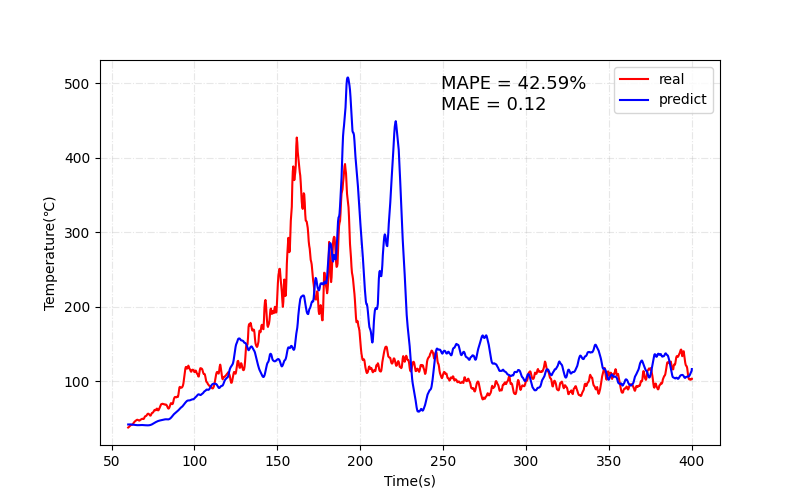 MAPE = 42.59%
MAE = 0.12
real
predict
Temperature(℃)
500
400
300
200
100
50
100
150
200
250
300
350
400
Time(s)